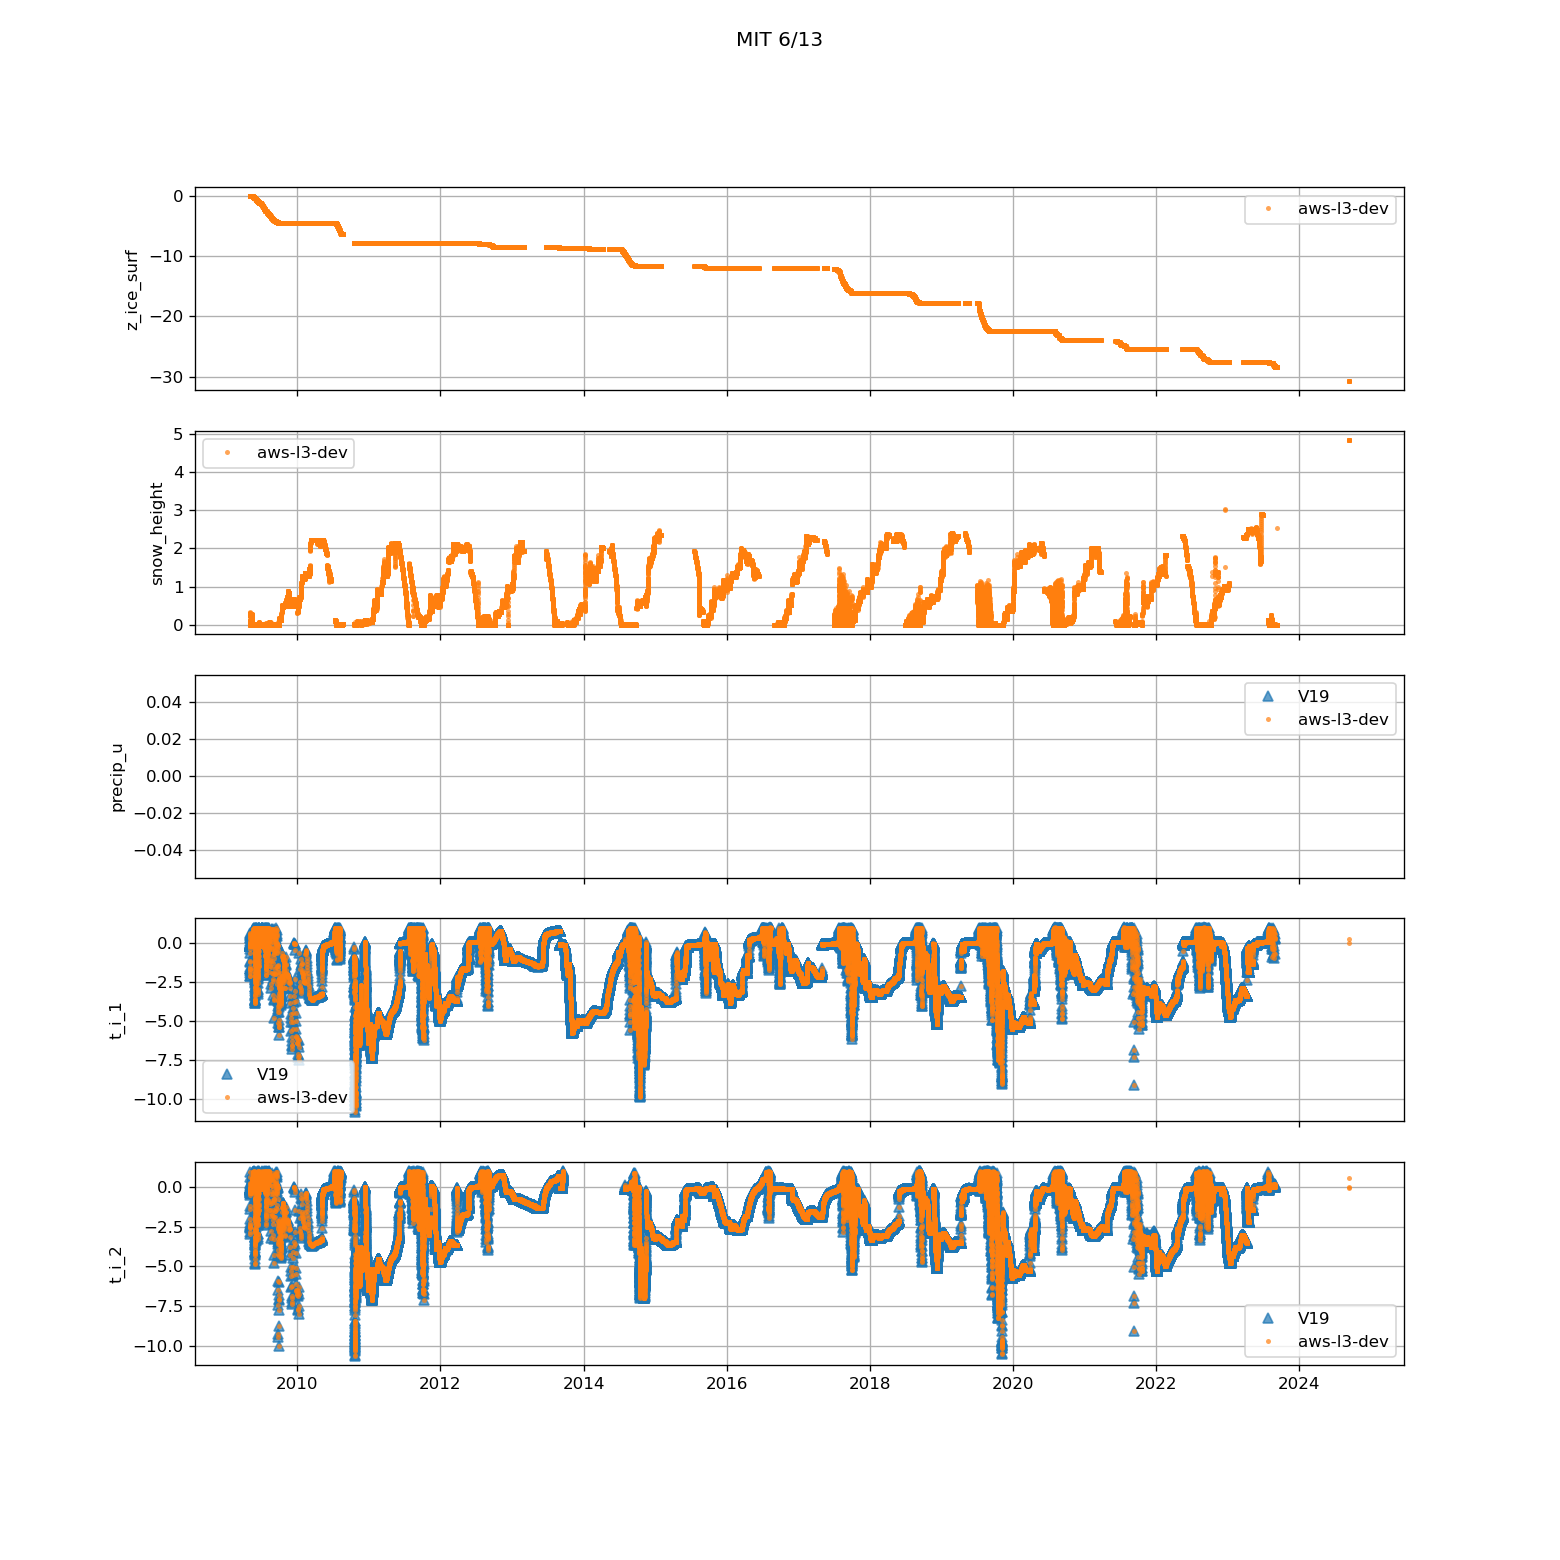 MIT 6/13
z_ice_surf
0
−10
−20
−30
aws-l3-dev
snow_height
5
4
3
2
1
0
aws-l3-dev
precip_u
0.04
0.02
0.00
−0.02
−0.04
V19
aws-l3-dev
t_i_1
0.0
−2.5
−5.0
−7.5
−10.0
V19
aws-l3-dev
t_i_2
0.0
−2.5
−5.0
−7.5
−10.0
V19
aws-l3-dev
2010 2012 2014 2016 2018 2020 2022 2024